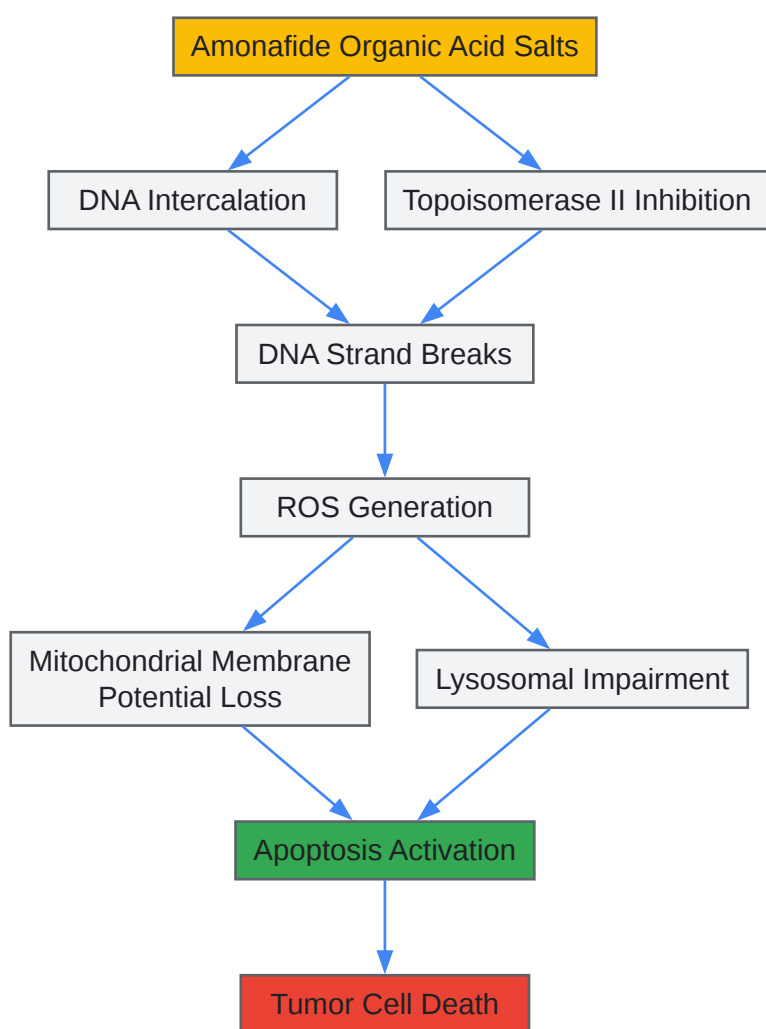 Amonafide Organic Acid Salts
DNA Intercalation
Topoisomerase II Inhibition
DNA Strand Breaks
ROS Generation
Mitochondrial Membrane
Potential Loss
Lysosomal Impairment
Apoptosis Activation
Tumor Cell Death